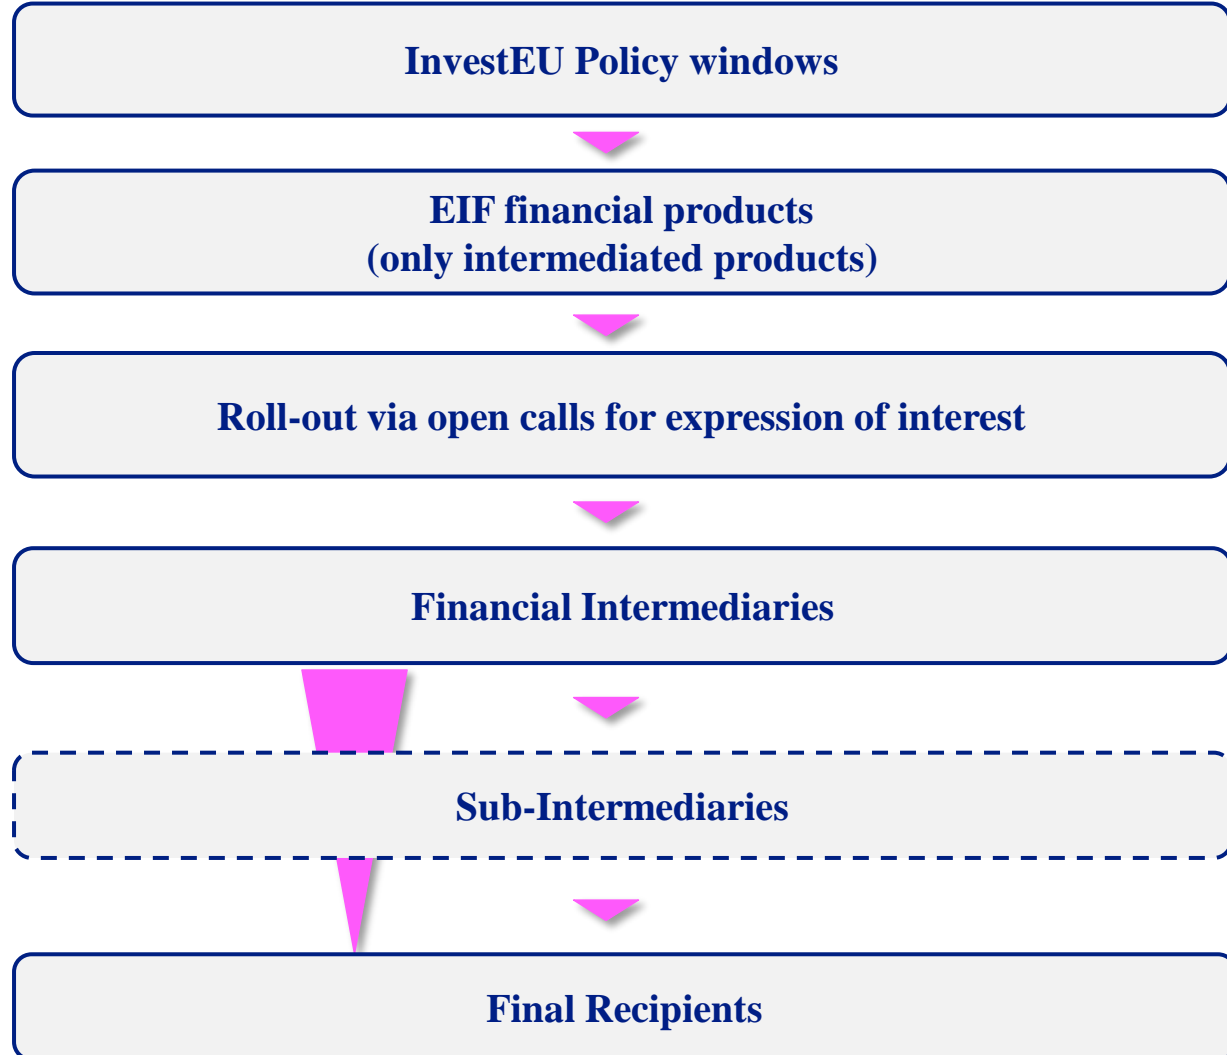 InvestEU Policy windows
EIF financial products
(only intermediated products)
Roll-out via open calls for expression of interest
Financial Intermediaries
Sub-Intermediaries
Final Recipients